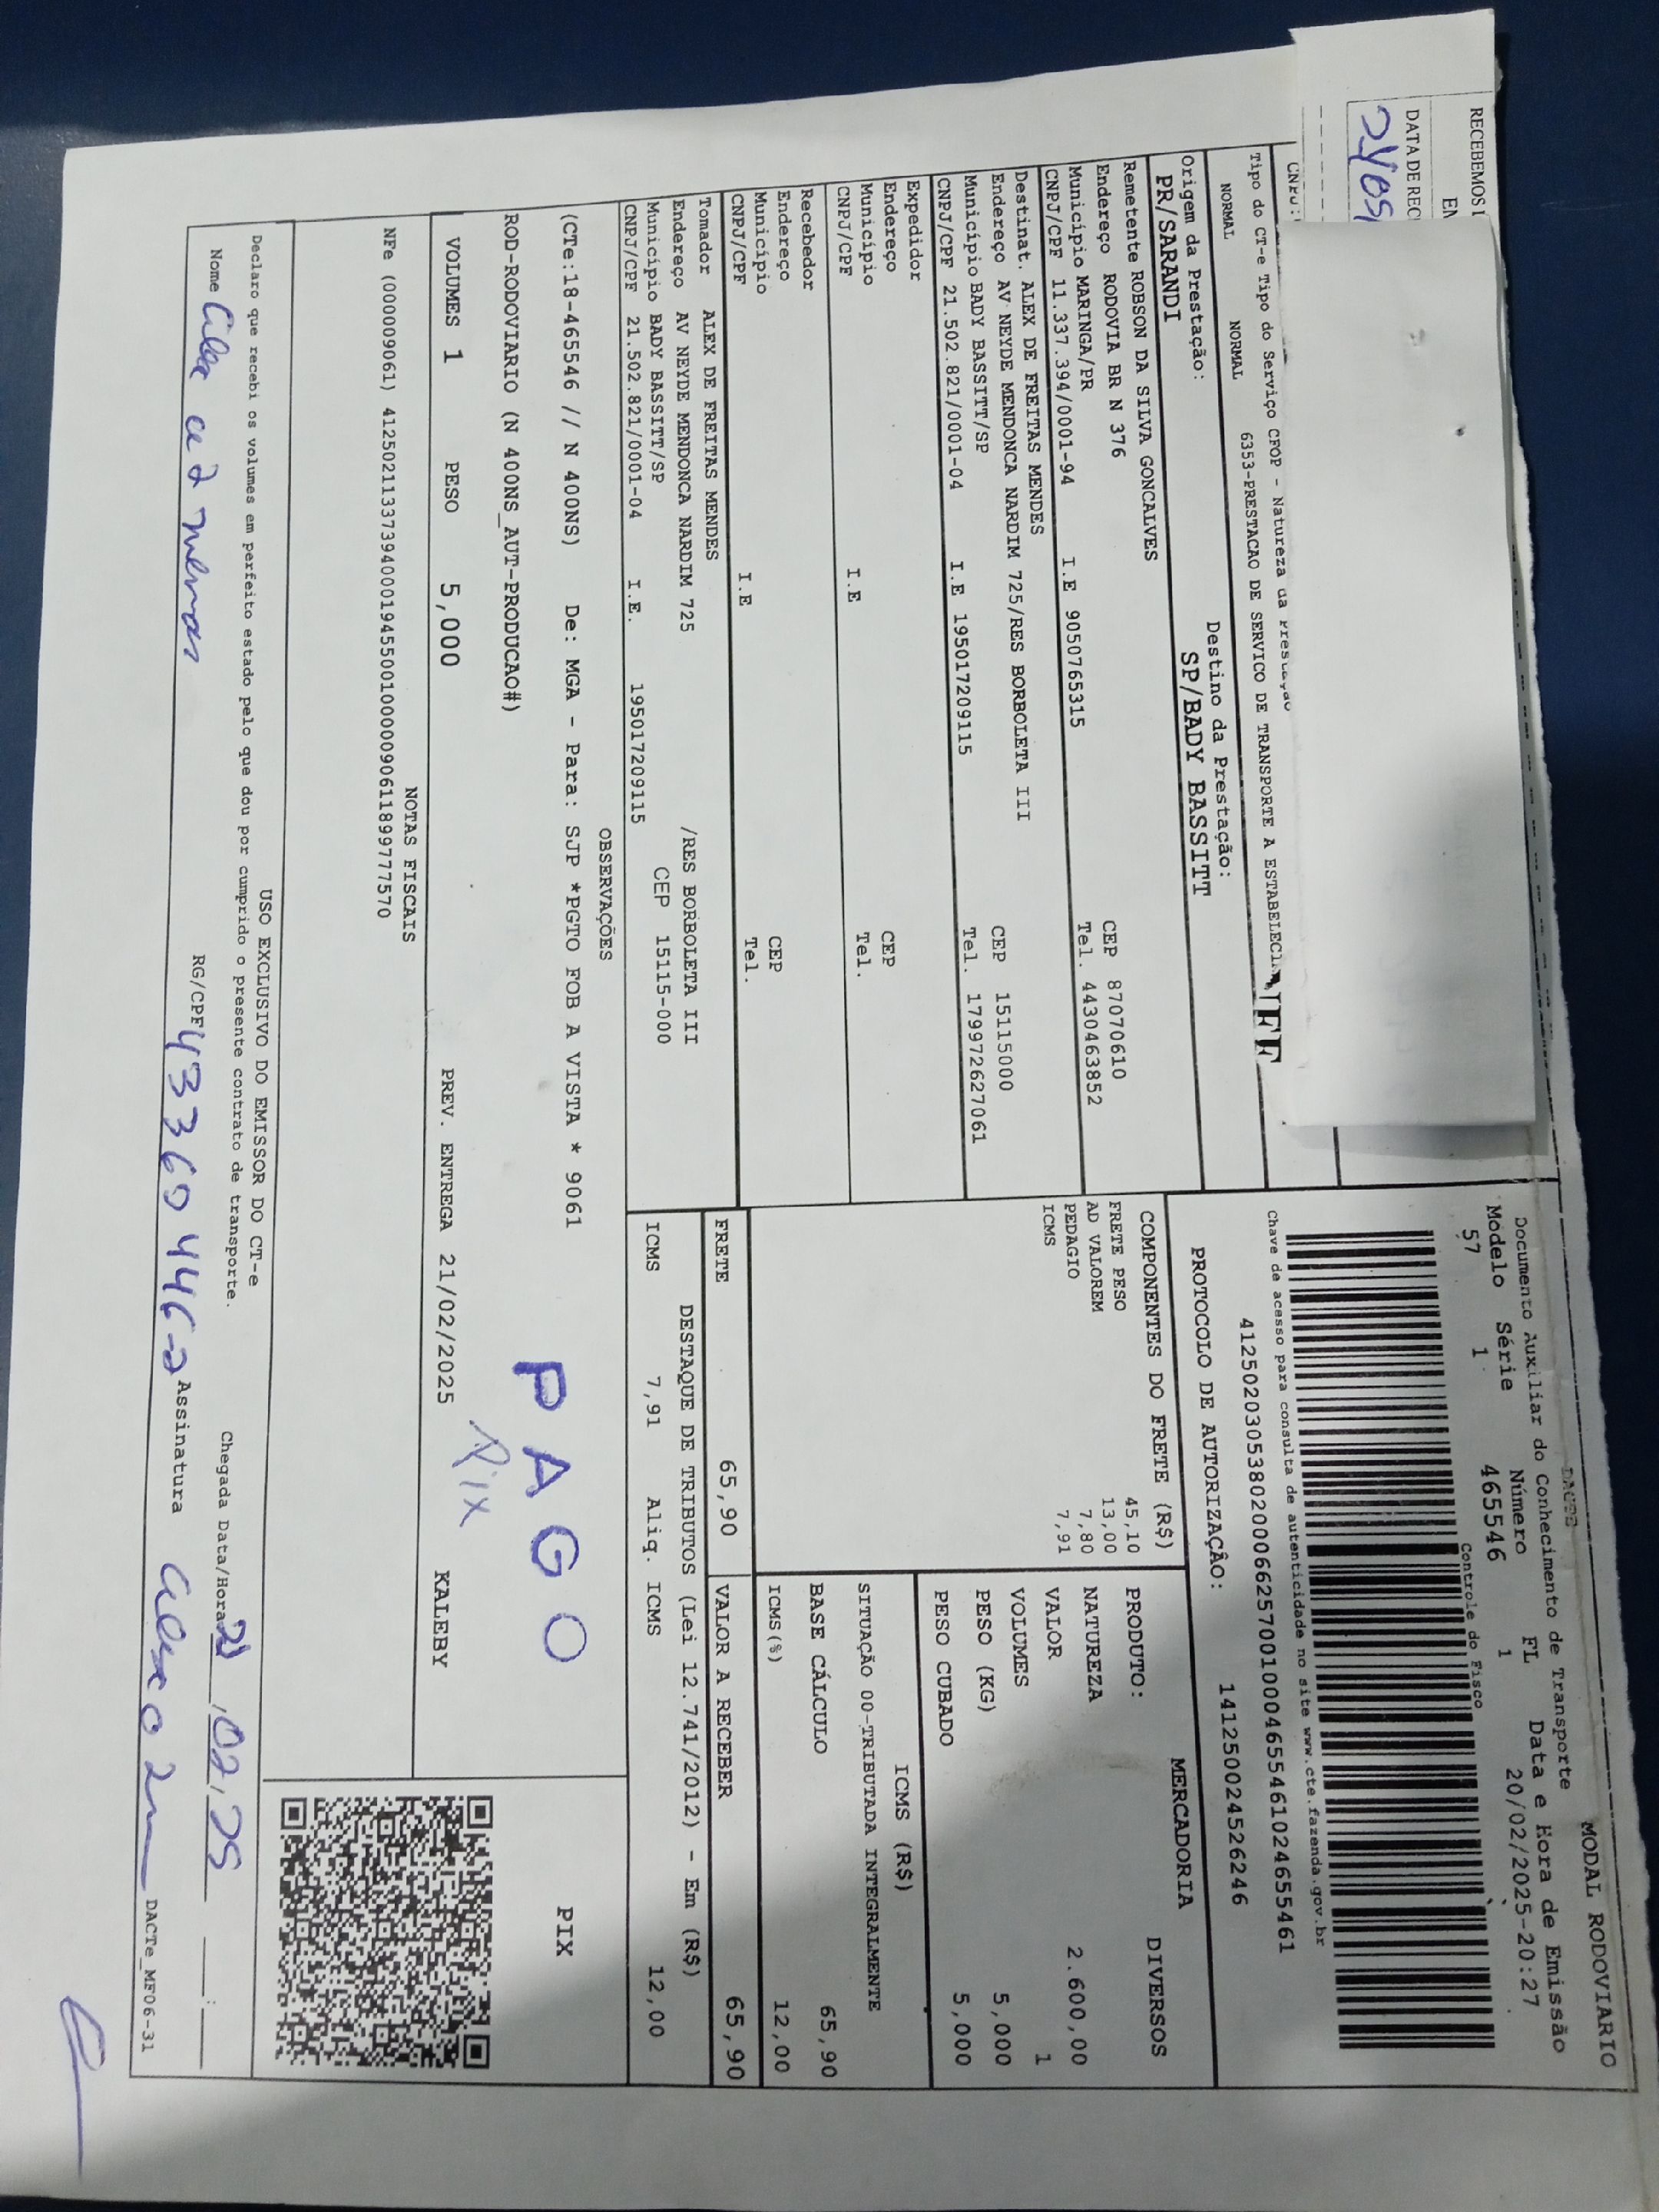 RECEBEMOS
DATA DE REC
MODAL RODOVIARIO
DACTE
Documento Auxiliar do Conhecimento de Transporte
Modelo Série Número FL Data e Hora de Emissão
57 1 465546 1 20/02/2025-20:27
Controle do Fisco
Chave de acesso para consulta de autenticidade no site www.cte.fazenda.gov.br
41250203053802000662570010004655461024655461
PROTOCOLO DE AUTORIZAÇÃO: 141250024526246
Tipo do CT-e Tipo do Serviço CFOP - Natureza da Prestação
NORMAL NORMAL 6353-PRESTACAO DE SERVICO DE TRANSPORTE A ESTABELECI
Origem da Prestação: Destino da Prestação:
PR/SARANDI SP/BADY BASSITT
Remetente ROBSON DA SILVA GONCALVES
Endereço RODOVIA BR N 376 CEP 87070610
Município MARINGA/PR Tel. 4430463852
CNPJ/CPF 11.337.394/0001-94 I.E 9050765315
Destinat. ALEX DE FREITAS MENDES
Endereço AV NEYDE MENDONCA NARDIM 725/RES BORBOLETA III CEP 15115000
Município BADY BASSITT/SP Tel. 17997262706​1
CNPJ/CPF 21.502.821/0001-04 I.E 195017209115
Expedidor
Endereço CEP
Município Tel.
CNPJ/CPF I.E
Recebedor
Endereço CEP
Município Tel.
CNPJ/CPF I.E
Tomador ALEX DE FREITAS MENDES
Endereço AV NEYDE MENDONCA NARDIM 725 /RES BORBOLETA III
Município BADY BASSITT/SP CEP 15115-000
CNPJ/CPF 21.502.821/0001-04 I.E. 195017209115
COMPONENTES DO FRETE (R$)
FRETE PESO 45,10
AD VALOREM 13,00
PEDAGIO 7,80
ICMS 7,91
MERCADORIA
PRODUTO: DIVERSOS
NATUREZA
VALOR 2.600,00
VOLUMES 1
PESO (KG) 5,000
PESO CUBADO 5,000
ICMS (R$)
SITUAÇÃO 00-TRIBUTADA INTEGRALMENTE
BASE CÁLCULO 65,90
ICMS(%) 12,00
FRETE 65,90 VALOR A RECEBER 65,90
DESTAQUE DE TRIBUTOS (Lei 12.741/2012) - Em (R$)
ICMS 7,91 Aliq. ICMS 12,00
OBSERVAÇÕES
(CTe:18-465546 // N 400NS) De: MGA - Para: SJP *PGTO FOB A VISTA * 9061
ROD-RODOVIARIO (N 400NS_AUT-PRODUCAO#)
PAGO
Pix
PIX
VOLUMES 1 PESO 5,000 PREV. ENTREGA 21/02/2025 KALEBY
NOTAS FISCAIS
NFe (000009061) 41250211337394000194550010000090611899777570
USO EXCLUSIVO DO EMISSOR DO CT-e
Declaro que recebi os volumes em perfeito estado pelo que dou por cumprido o presente contrato de transporte.
Nome RG/CPF 433604446-2 Assinatura
Chegada Data/Hora 21 , 02, 25
DACTe_MF06-31